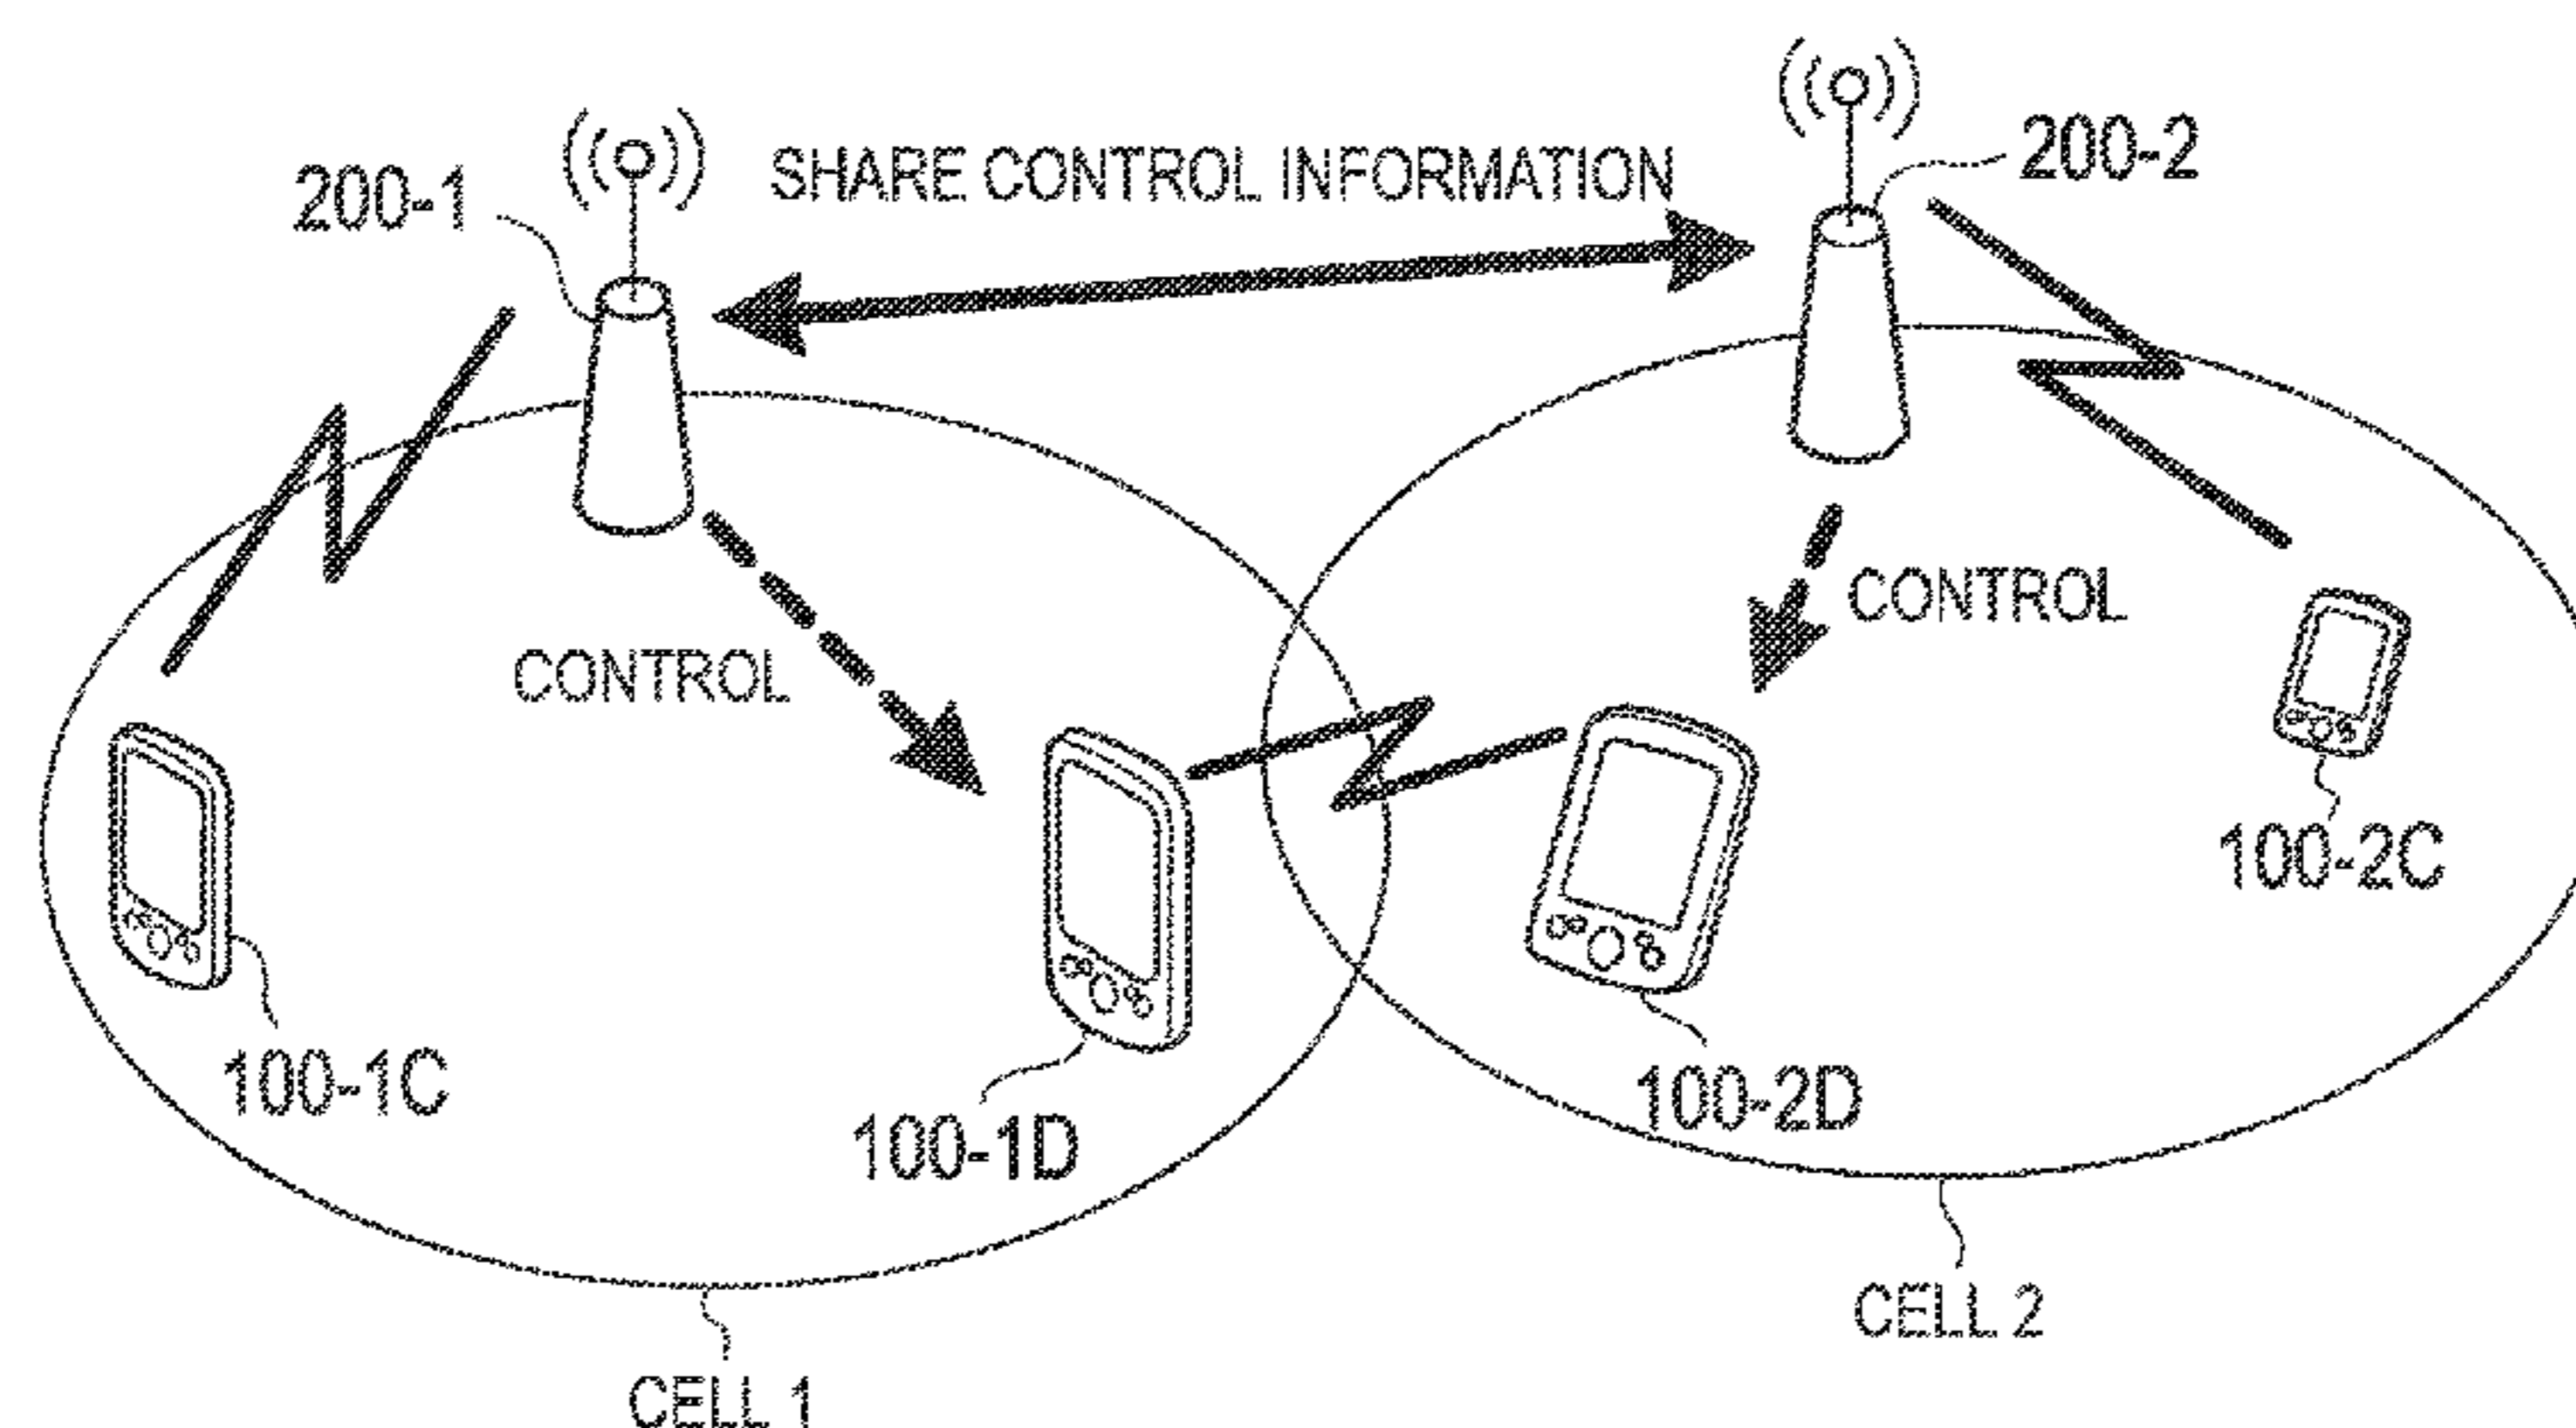 200-1
SHARE CONTROL INFORMATION
200-2
CONTROL
CONTROL
100-1C
100-1D
100-2D
100-2C
CELL 1
CELL 2